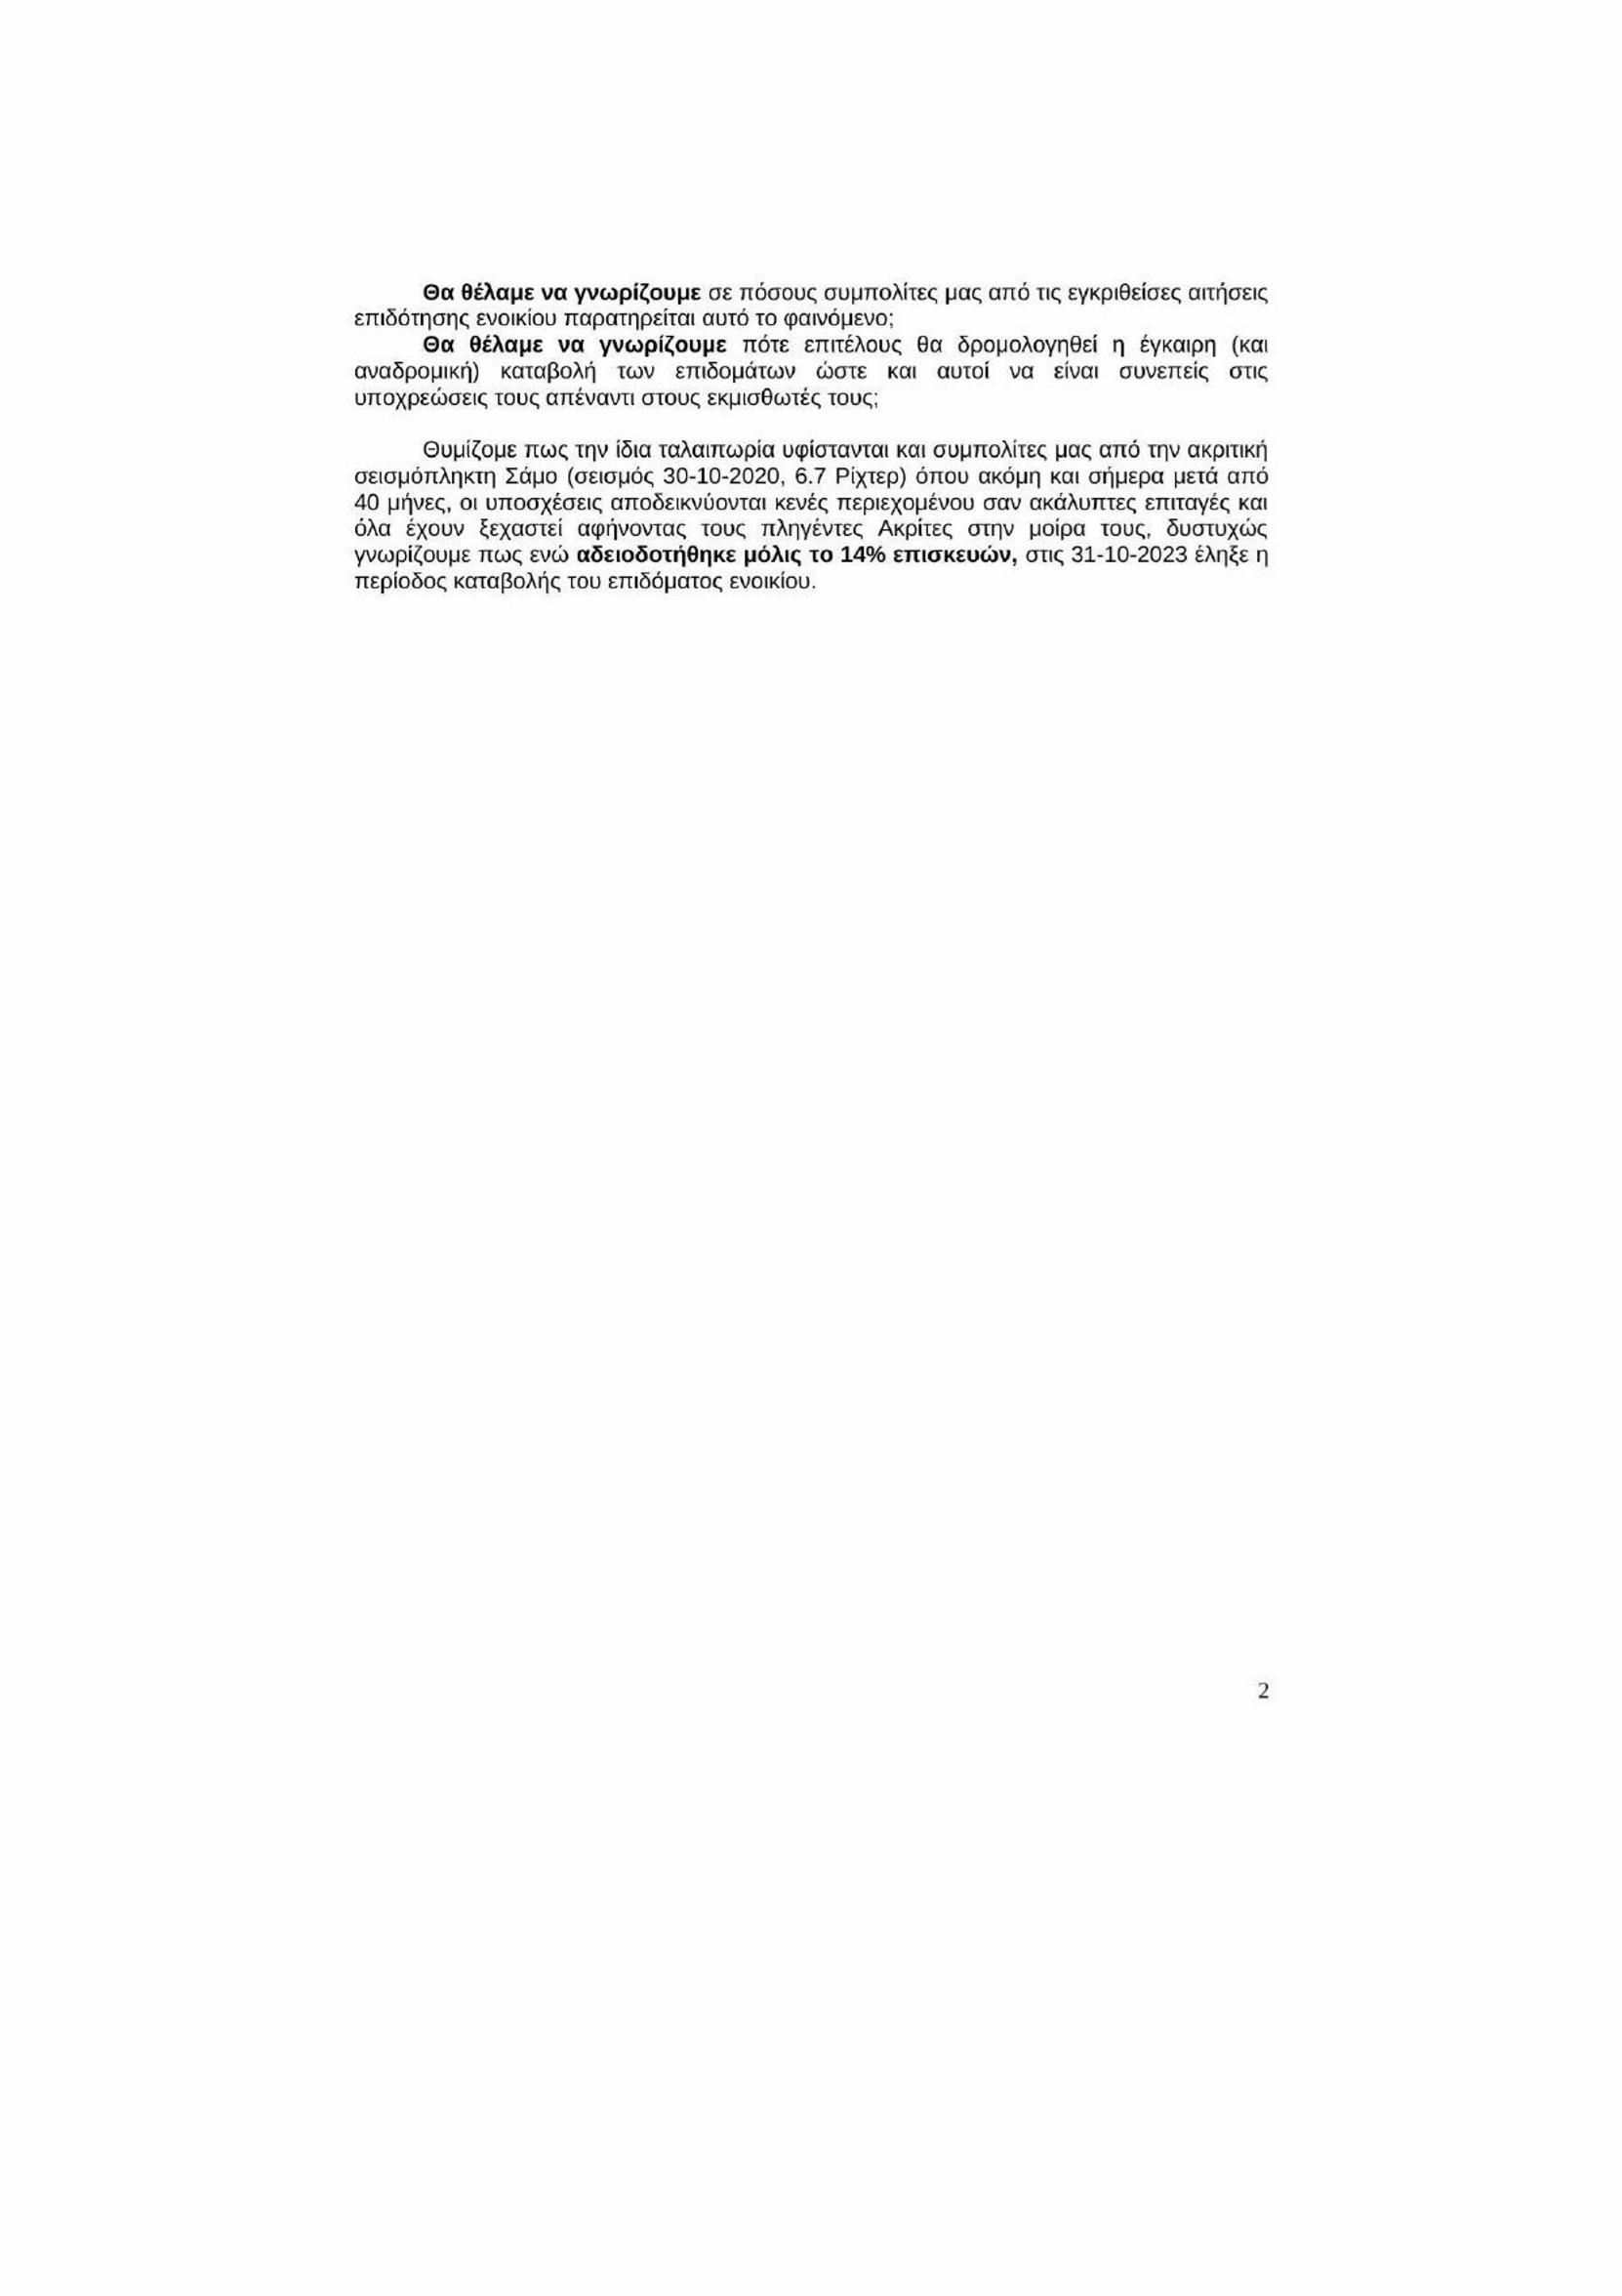 Θα θέλαμε να γνωρίζουμε σε πόσους συμπολίτες μας από τις εγκριθείσες αιτήσεις
επιδότησης ενοικίου παρατηρείται αυτό το φαινόμενο;
Θα θέλαμε να γνωρίζουμε πότε επιτέλους θα δρομολογηθεί η έγκαιρη (και
αναδρομική) καταβολή των επιδομάτων ώστε και αυτοί να είναι συνεπείς στις
υποχρεώσεις τους απέναντι στους εκμισθωτές τους;
Θυμίζομε πως την ίδια ταλαιπωρία υφίστανται και συμπολίτες μας από την ακριτική
σεισμόπληκτη Σάμο (σεισμός 30-10-2020, 6.7 Ρίχτερ) όπου ακόμη και σήμερα μετά από
40 μήνες, οι υποσχέσεις αποδεικνύονται κενές περιεχομένου σαν ακάλυπτες επιταγές και
όλα έχουν ξεχαστεί αφήνοντας τους πληγέντες Ακρίτες στην μοίρα τους, δυστυχώς
γνωρίζουμε πως ενώ αδειοδοτήθηκε μόλις το 14% επισκευών, στις 31-10-2023 έληξε η
περίοδος καταβολής του επιδόματος ενοικίου.
2